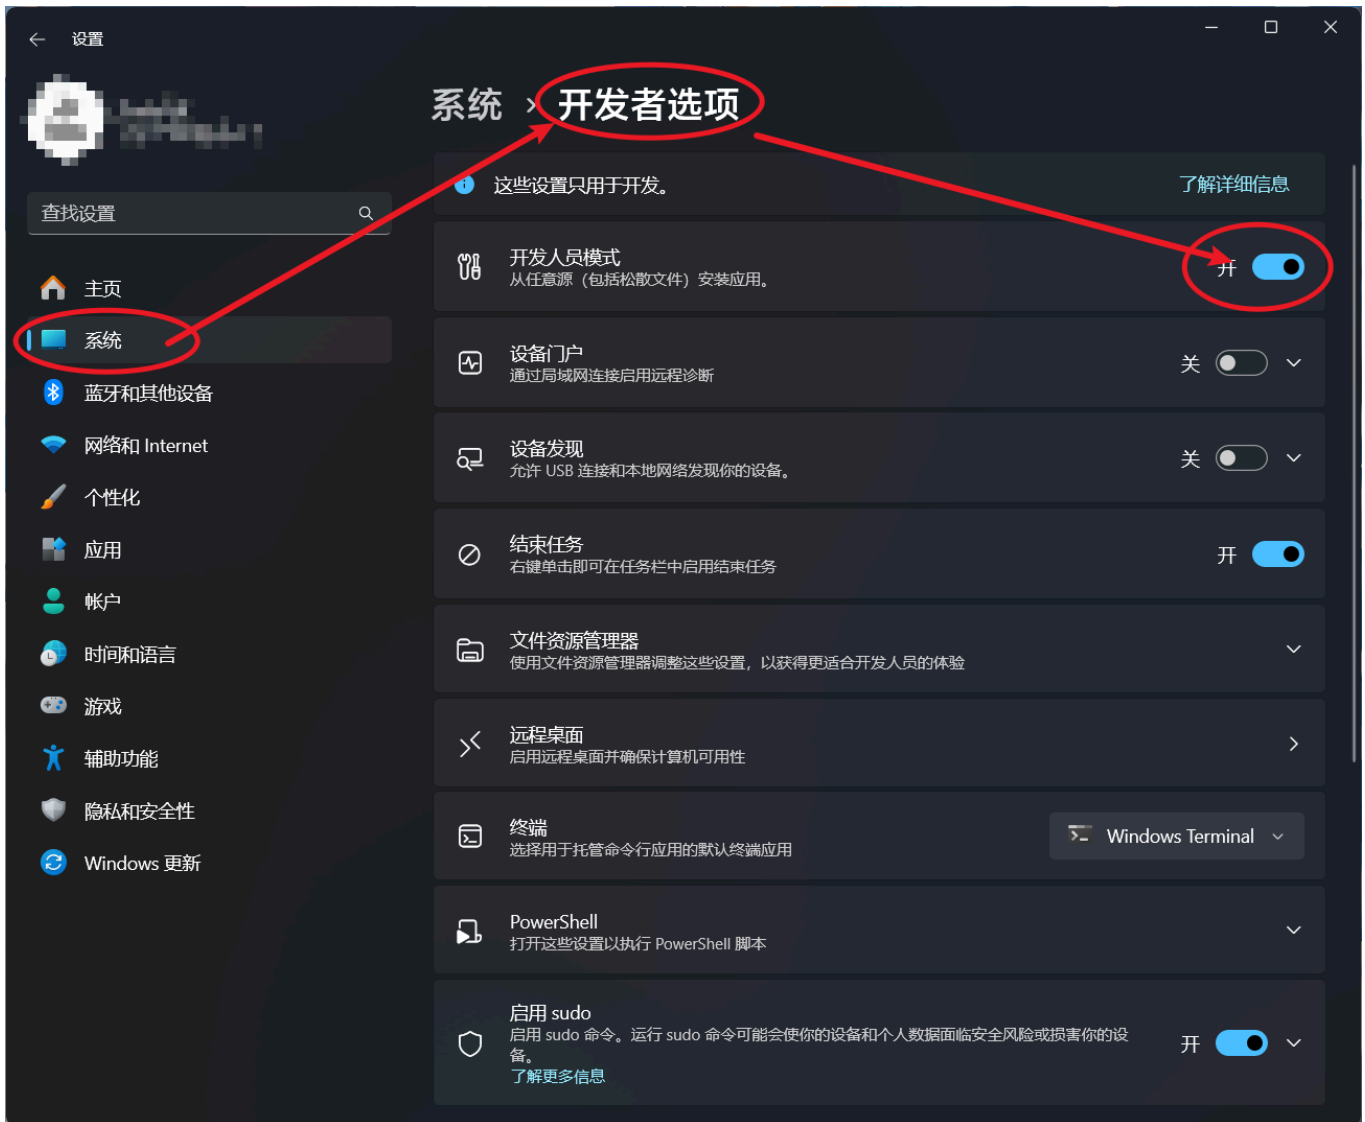 设置
系统 › 开发者选项
这些设置只用于开发。
了解详细信息
查找设置
开发人员模式
从任意源（包括松散文件）安装应用。
开
主页
系统
蓝牙和其他设备
网络和 Internet
个性化
应用
帐户
时间和语言
游戏
辅助功能
隐私和安全性
Windows 更新
设备门户
通过局域网连接启用远程诊断
关
设备发现
允许 USB 连接和本地网络发现你的设备。
关
结束任务
右键单击即可在任务栏中启用结束任务
开
文件资源管理器
使用文件资源管理器调整这些设置，以获得更适合开发人员的体验
远程桌面
启用远程桌面并确保计算机可用性
终端
选择用于托管命令行应用的默认终端应用
Windows Terminal
PowerShell
打开这些设置以执行 PowerShell 脚本
启用 sudo
启用 sudo 命令。运行 sudo 命令可能会使你的设备和个人数据面临安全风险或损害你的设
备。
了解更多信息
开